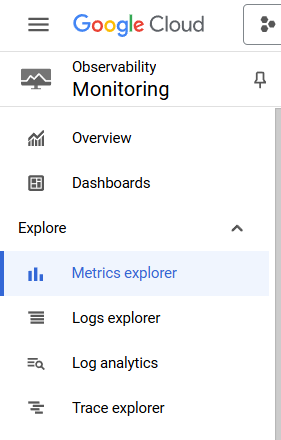 Google Cloud
Observability
Monitoring
Overview
Dashboards
Explore
Metrics explorer
Logs explorer
Log analytics
Trace explorer